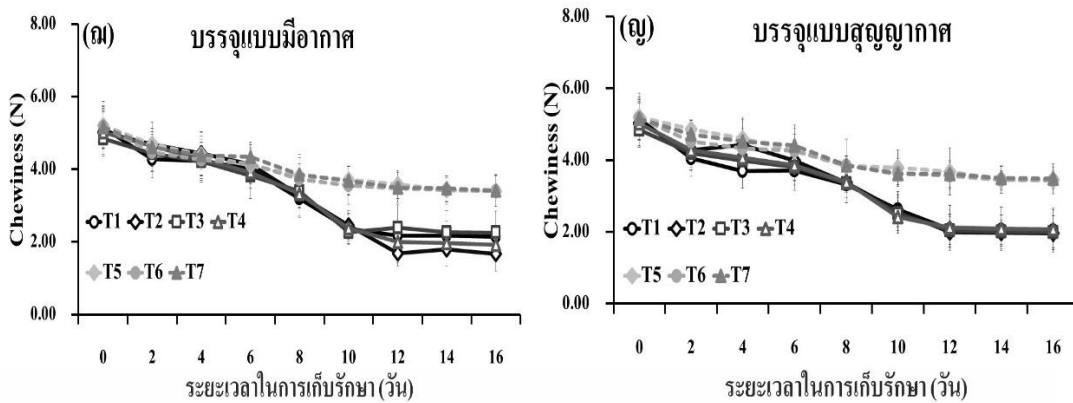 (ฌ)
บรรจุแบบมีอากาศ
Chewiness (N)
8.00
6.00
4.00
2.00
0.00
T1 T2 T3 T4
T5 T6 T7
0 2 4 6 8 10 12 14 16
ระยะเวลาในการเก็บรักษา (วัน)
(ญ)
บรรจุแบบสุญญากาศ
Chewiness (N)
8.00
6.00
4.00
2.00
0.00
T1 T2 T3 T4
T5 T6 T7
0 2 4 6 8 10 12 14 16
ระยะเวลาในการเก็บรักษา (วัน)